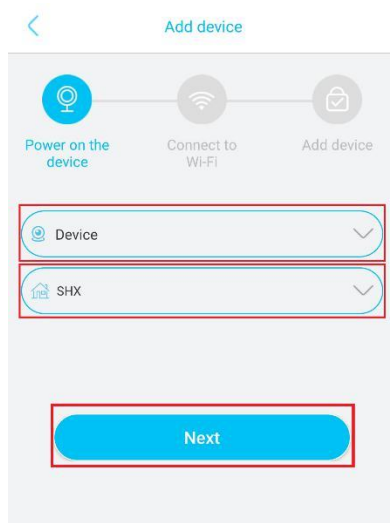 Add device
Power on the
device
Connect to
Wi-Fi
Add device
Device
SHX
Next